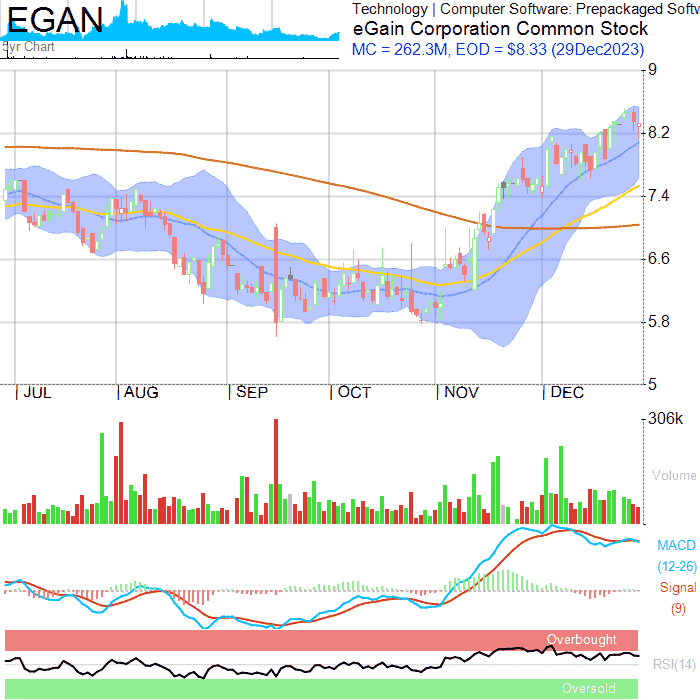 EGAN
5yr Chart
Technology | Computer Software: Prepackaged Softw
eGain Corporation Common Stock
MC = 262.3M, EOD = $8.33 (29Dec2023)
9
8.2
7.4
6.6
5.8
5
JUL AUG SEP OCT NOV DEC
306k
Volume
MACD
(12-26)
Signal
(9)
Overbought
RSI(14)
Oversold